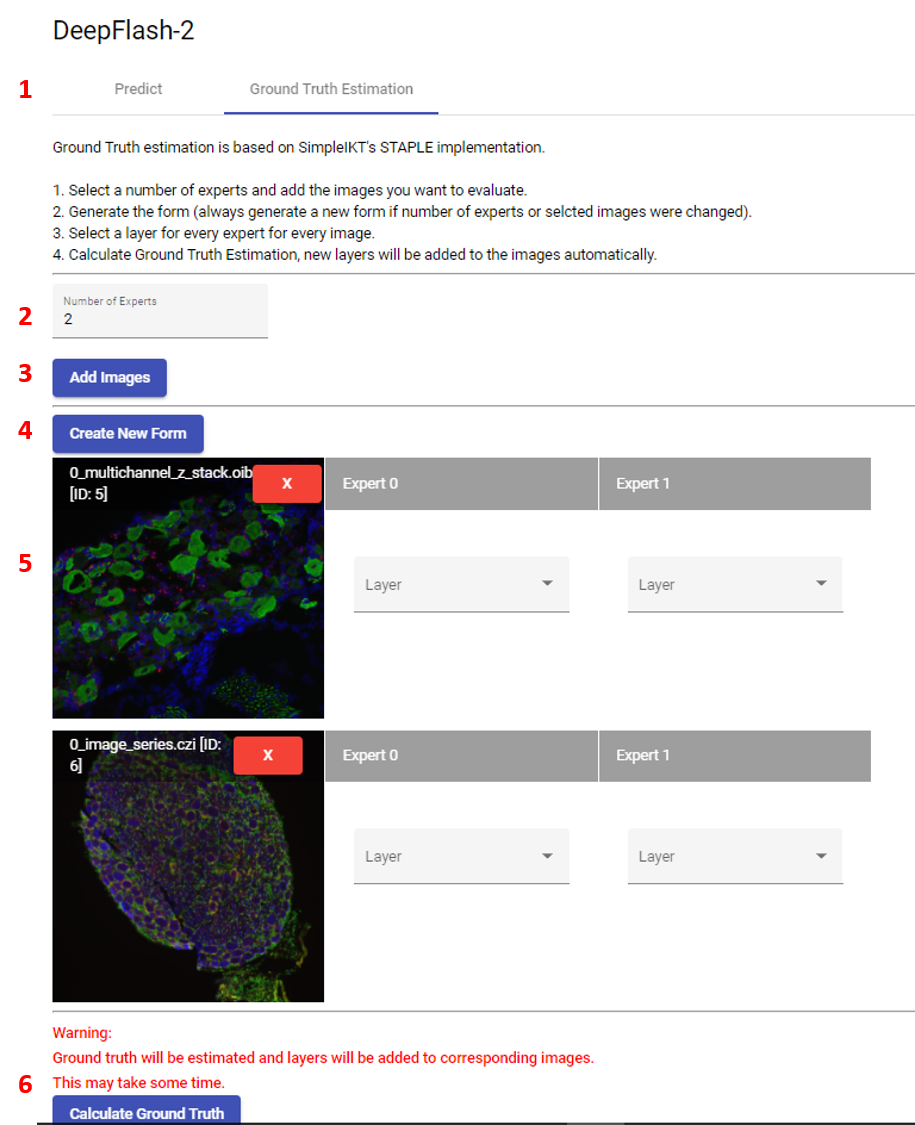 DeepFlash-2
1 Predict Ground Truth Estimation
Ground Truth estimation is based on SimpleIKT's STAPLE implementation.
1. Select a number of experts and add the images you want to evaluate.
2. Generate the form (always generate a new form if number of experts or selcted images were changed).
3. Select a layer for every expert for every image.
4. Calculate Ground Truth Estimation, new layers will be added to the images automatically.
Number of Experts
2 2
3 Add Images
4 Create New Form
0_multichannel_z_stack.oib X Expert 0 Expert 1
[ID: 5]
5 Layer Layer
0_image_series.czi [ID: X Expert 0 Expert 1
6]
Layer Layer
Warning:
Ground truth will be estimated and layers will be added to corresponding images.
6 This may take some time.
Calculate Ground Truth